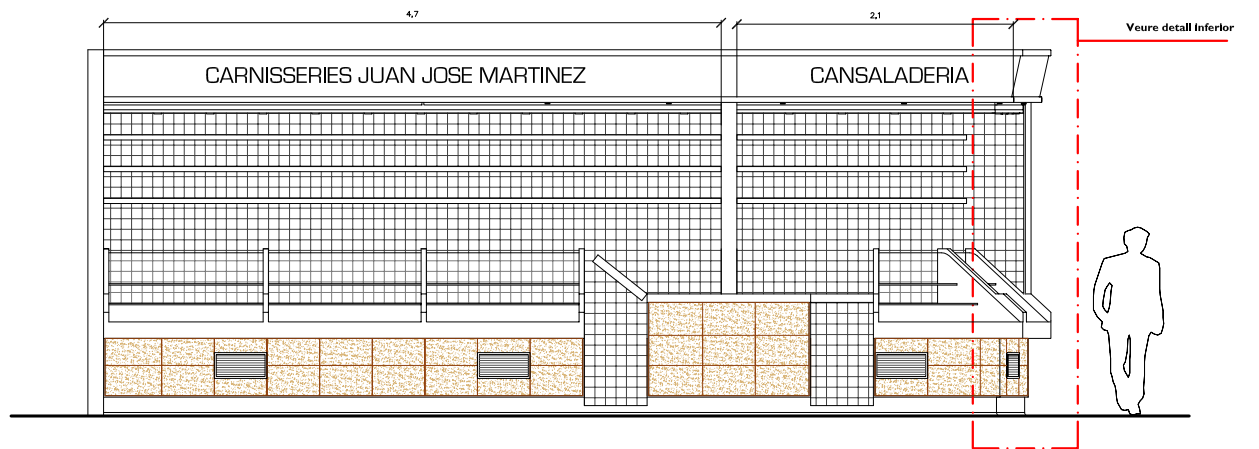 4,7
2,1
Veure detall inferior
CARNISSERIES JUAN JOSE MARTINEZ
CANSALADERIA